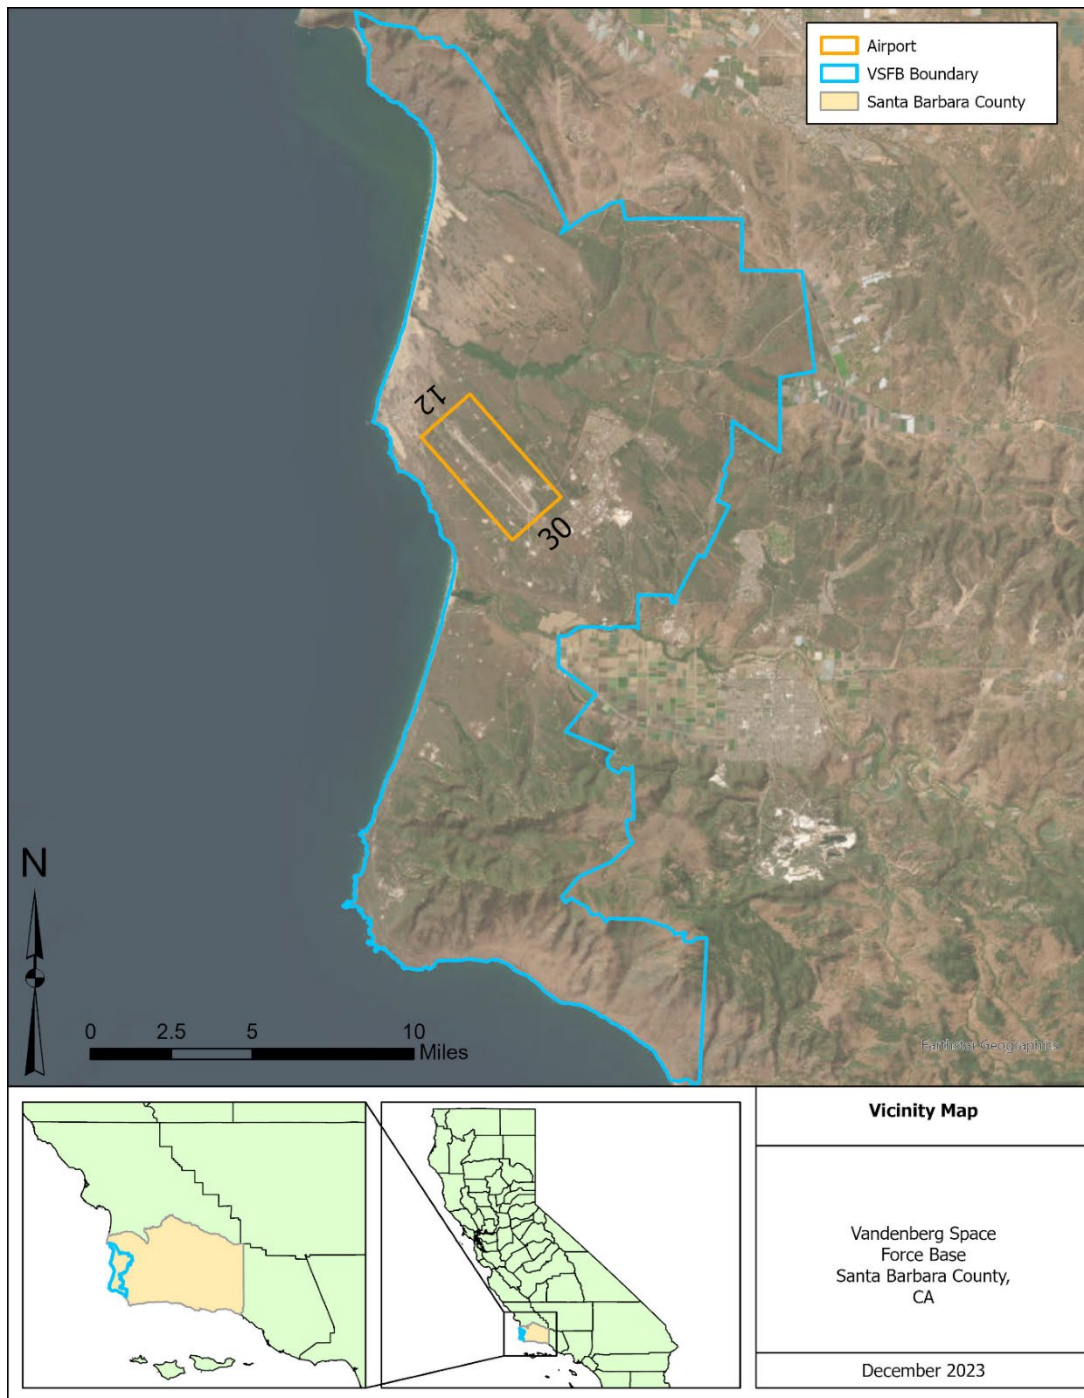 Airport
VSFB Boundary
Santa Barbara County
12
30
N
0 2.5 5 10
Miles
Earthstar Geographics
Vicinity Map
Vandenberg Space
Force Base
Santa Barbara County,
CA
December 2023